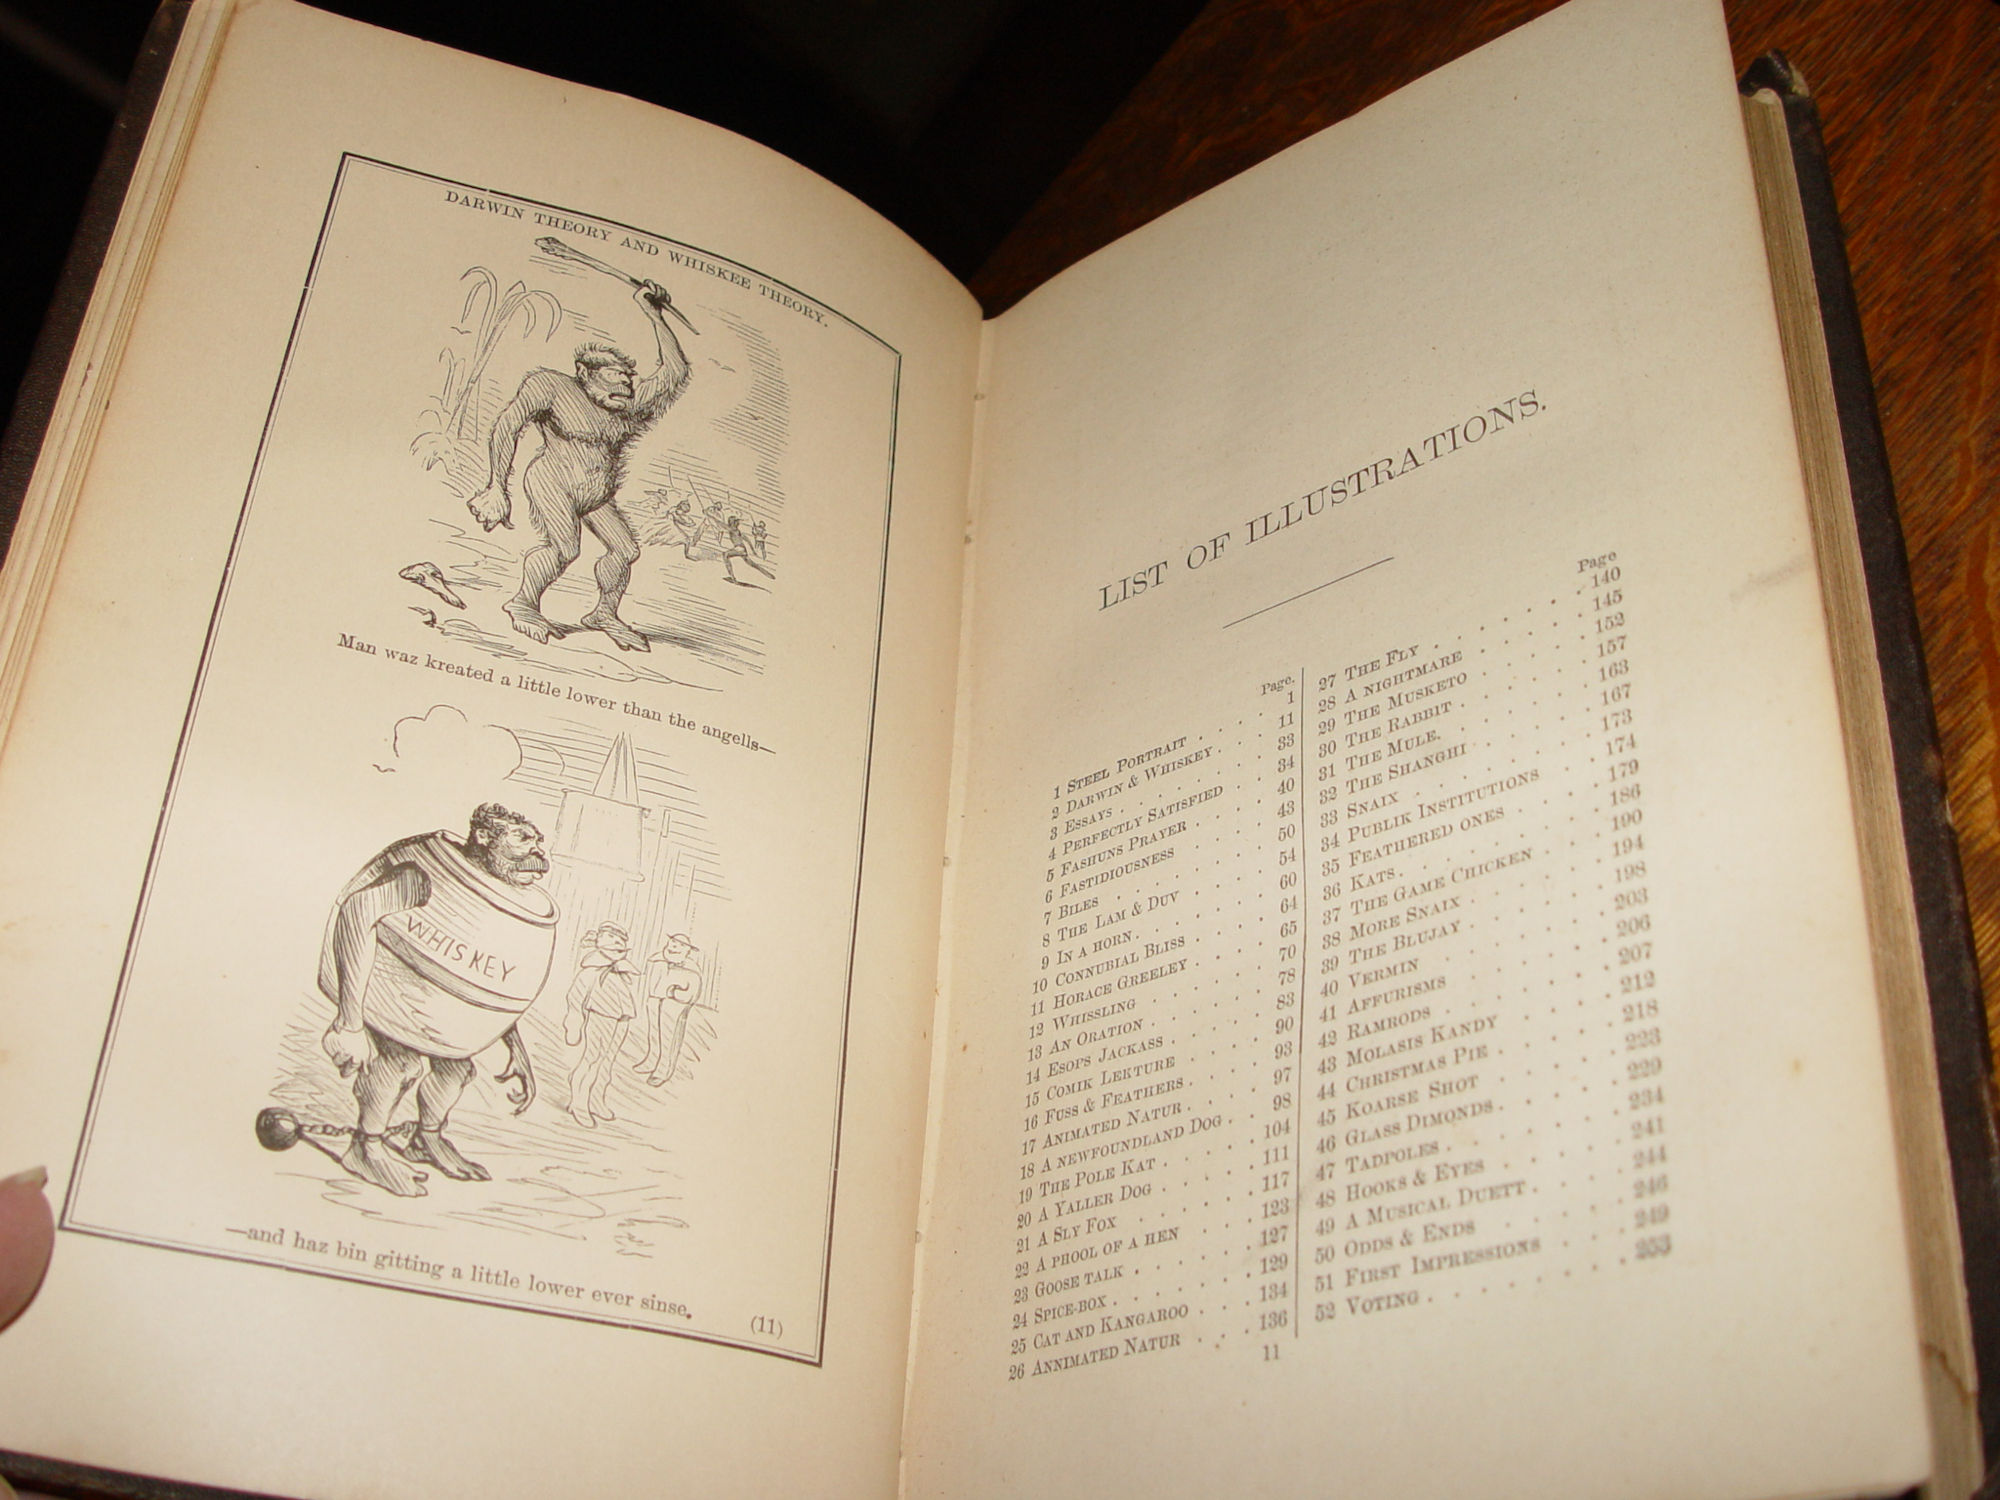 DARWIN THEORY AND WHISKEE THEORY.
Man waz kreated a little lower than the angells—
WHISKEY
—and haz bin gitting a little lower ever sinse.
(11)
LIST OF ILLUSTRATIONS.
Page.
1 STEEL PORTRAIT . . . . 1
2 DARWIN & WHISKEY . . . 11
3 ESSAYS . . . . . . . 33
4 PERFECTLY SATISFIED . . 34
5 FASHUNS PRAYER . . . . 40
6 FASTIDIOUSNESS . . . . 43
7 BILES . . . . . . . 50
8 THE LAM & DUV . . . . 54
9 IN A HORN . . . . . . 60
10 CONNUBIAL BLISS . . . . 64
11 HORACE GREELEY . . . . 65
12 WHISSLING . . . . . . 70
13 AN ORATION . . . . . . 78
14 ESOPS JACKASS . . . . . 83
15 COMIK LEKTURE . . . . 90
16 FUSS & FEATHERS . . . . 93
17 ANIMATED NATUR . . . . 97
18 A NEWFOUNDLAND DOG . . 98
19 THE POLE KAT . . . . . 104
20 A YALLER DOG . . . . . 111
21 A SLY FOX . . . . . 117
22 A PHOOL OF A HEN . . . 123
23 GOOSE TALK . . . . . 127
24 SPICE-BOX . . . . . . 129
25 CAT AND KANGAROO . . . 134
26 ANNIMATED NATUR . . . 136
Page
27 THE FLY . . . . . . 140
28 A NIGHTMARE . . . . . 145
29 THE MUSKETO . . . . . 152
30 THE RABBIT . . . . . 157
31 THE MULE. . . . . . 163
32 THE SHANGHI . . . . . 167
33 SNAIX . . . . . . . 173
34 PUBLIK INSTITUTIONS . . 174
35 FEATHERED ONES . . . . 179
36 KATS. . . . . . . . 186
37 THE GAME CHICKEN . . . 190
38 MORE SNAIX . . . . . 194
39 THE BLUJAY . . . . . 198
40 VERMIN . . . . . . 203
41 AFFURISMS . . . . . . 206
42 RAMRODS . . . . . . 207
43 MOLASIS KANDY . . . . 212
44 CHRISTMAS PIE . . . . 218
45 KOARSE SHOT . . . . . 223
46 GLASS DIMONDS . . . . . 229
47 TADPOLES . . . . . . 234
48 HOOKS & EYES . . . . . 241
49 A MUSICAL DUETT . . . . 244
50 ODDS & ENDS . . . . . 246
51 FIRST IMPRESSIONS . . . 249
52 VOTING . . . . . . . 253
11